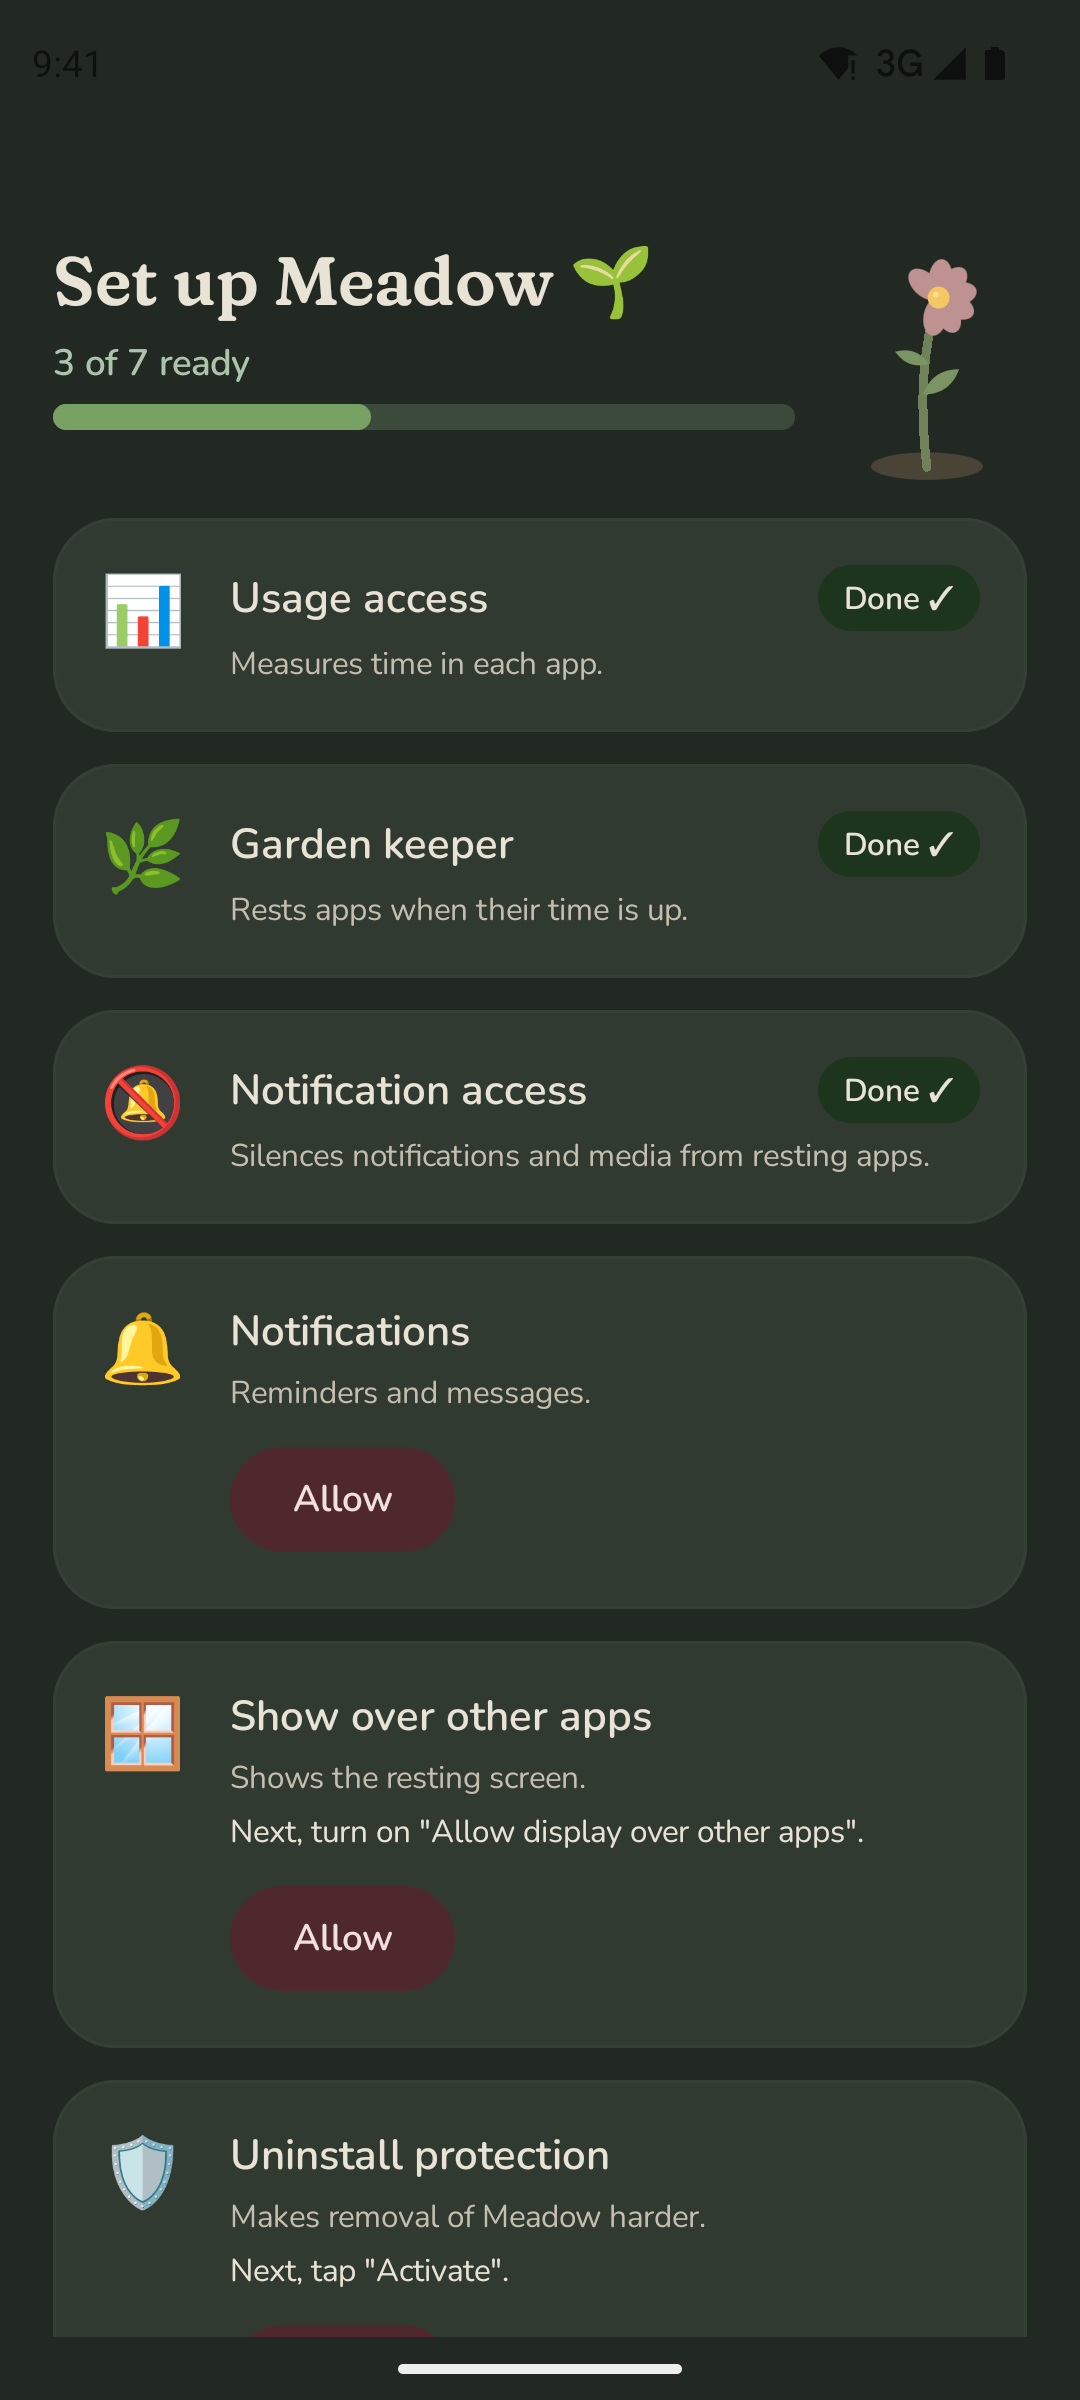 9:41
3G
Set up Meadow
3 of 7 ready
Usage access
Done ✓
Measures time in each app.
Garden keeper
Done ✓
Rests apps when their time is up.
Notification access
Done ✓
Silences notifications and media from resting apps.
Notifications
Reminders and messages.
Allow
Show over other apps
Shows the resting screen.
Next, turn on "Allow display over other apps".
Allow
Uninstall protection
Makes removal of Meadow harder.
Next, tap "Activate".